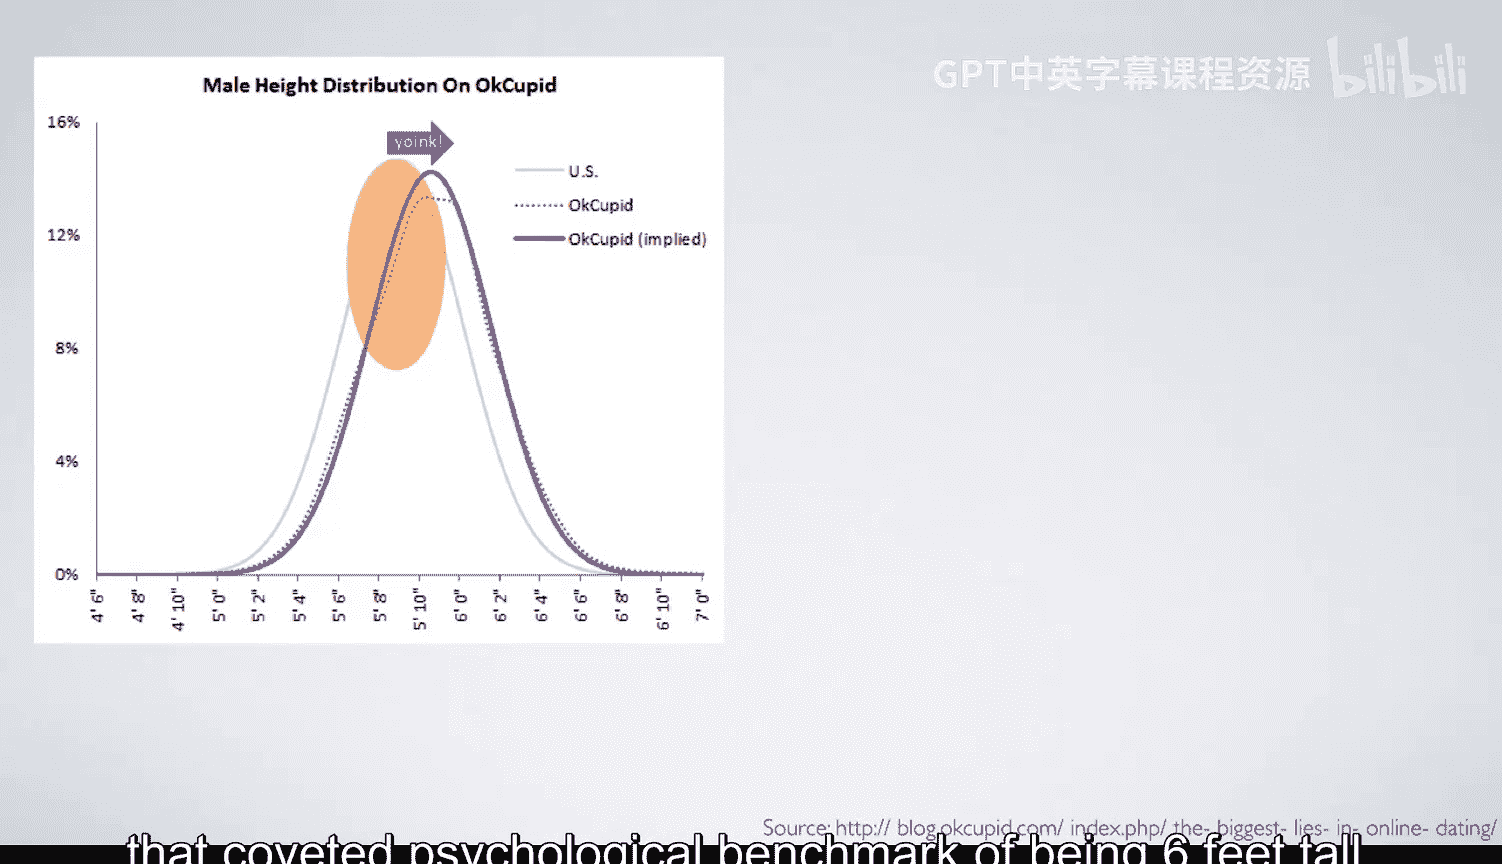 GPT中英字幕课程资源 bilibili
Male Height Distribution On OkCupid
16%
12%
8%
4%
0%
yoink!
U.S.
OkCupid
OkCupid (implied)
4' 6"
4' 8"
4' 10"
5' 0"
5' 2"
5' 4"
5' 6"
5' 8"
5' 10"
6' 0"
6' 2"
6' 4"
6' 6"
6' 8"
6' 10"
7' 0"
Source: http:// blog.okcupid.com/ index.php/ the- biggest- lies- in- online- dating/
that coveted psychological benchmark of being 6 feet tall